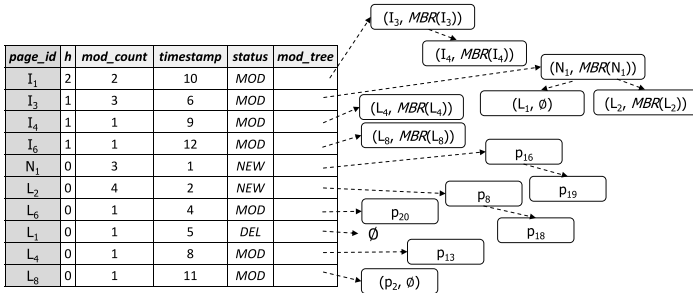 page_id h mod_count timestamp status mod_tree
I1 2 2 10 MOD
I3 1 3 6 MOD
I4 1 1 9 MOD
I6 1 1 12 MOD
N1 0 3 1 NEW
L2 0 4 2 NEW
L6 0 1 4 MOD
L1 0 1 5 DEL
L4 0 1 8 MOD
L8 0 1 11 MOD
(I3, MBR(I3))
(I4, MBR(I4))
(N1, MBR(N1))
(L1, Ø)
(L2, MBR(L2))
(L4, MBR(L4))
(L8, MBR(L8))
p16
p19
p8
p18
p20
Ø
p13
(p2, Ø)